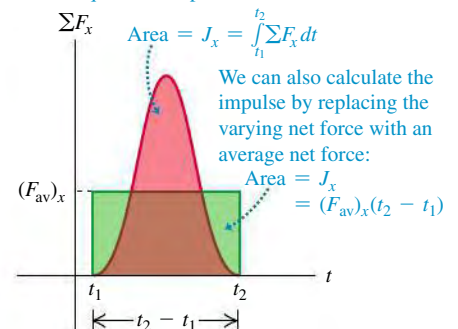 ΣFₓ
Area = Jₓ = ∫ₜ₁ᵗ² ΣFₓ dt
We can also calculate the
impulse by replacing the
varying net force with an
average net force:
Area = Jₓ
= (Fₐᵥ)ₓ(t₂ − t₁)
(Fₐᵥ)ₓ
t
t₁
t₂
t₂ − t₁